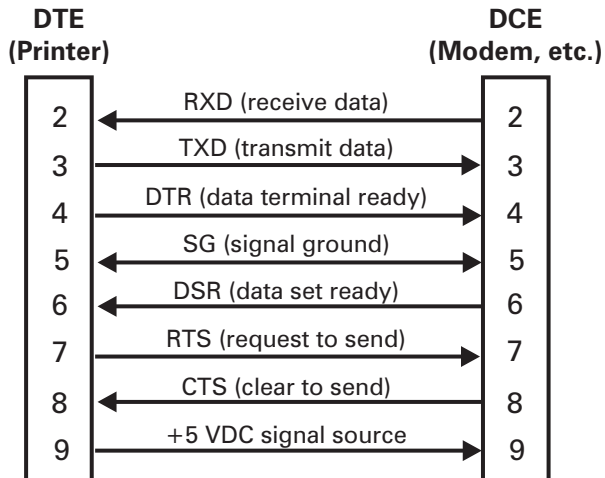 DTE
(Printer)
DCE
(Modem, etc.)
2 RXD (receive data) 2
3 TXD (transmit data) 3
4 DTR (data terminal ready) 4
5 SG (signal ground) 5
6 DSR (data set ready) 6
7 RTS (request to send) 7
8 CTS (clear to send) 8
9 +5 VDC signal source 9